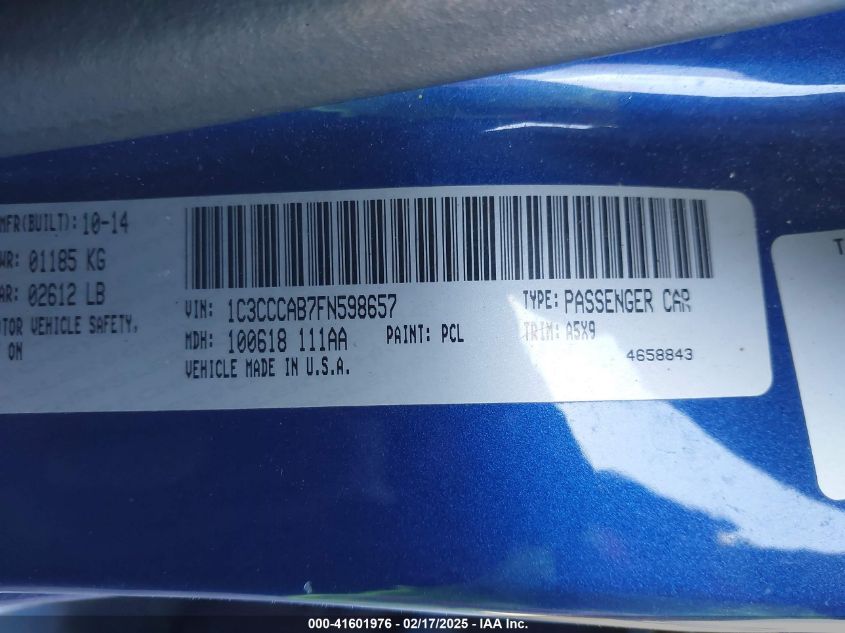 MFR(BUILT): 10-14
WR: 01185 KG
AR: 02612 LB
TOR VEHICLE SAFETY,
ON
VIN: 1C3CCCAB7FN598657
TYPE: PASSENGER CAR
MDH: 100618 111AA
PAINT: PCL
TRIM: A5X9
VEHICLE MADE IN U.S.A.
4658843
T
000-41601976 - 02/17/2025 - IAA, Inc.